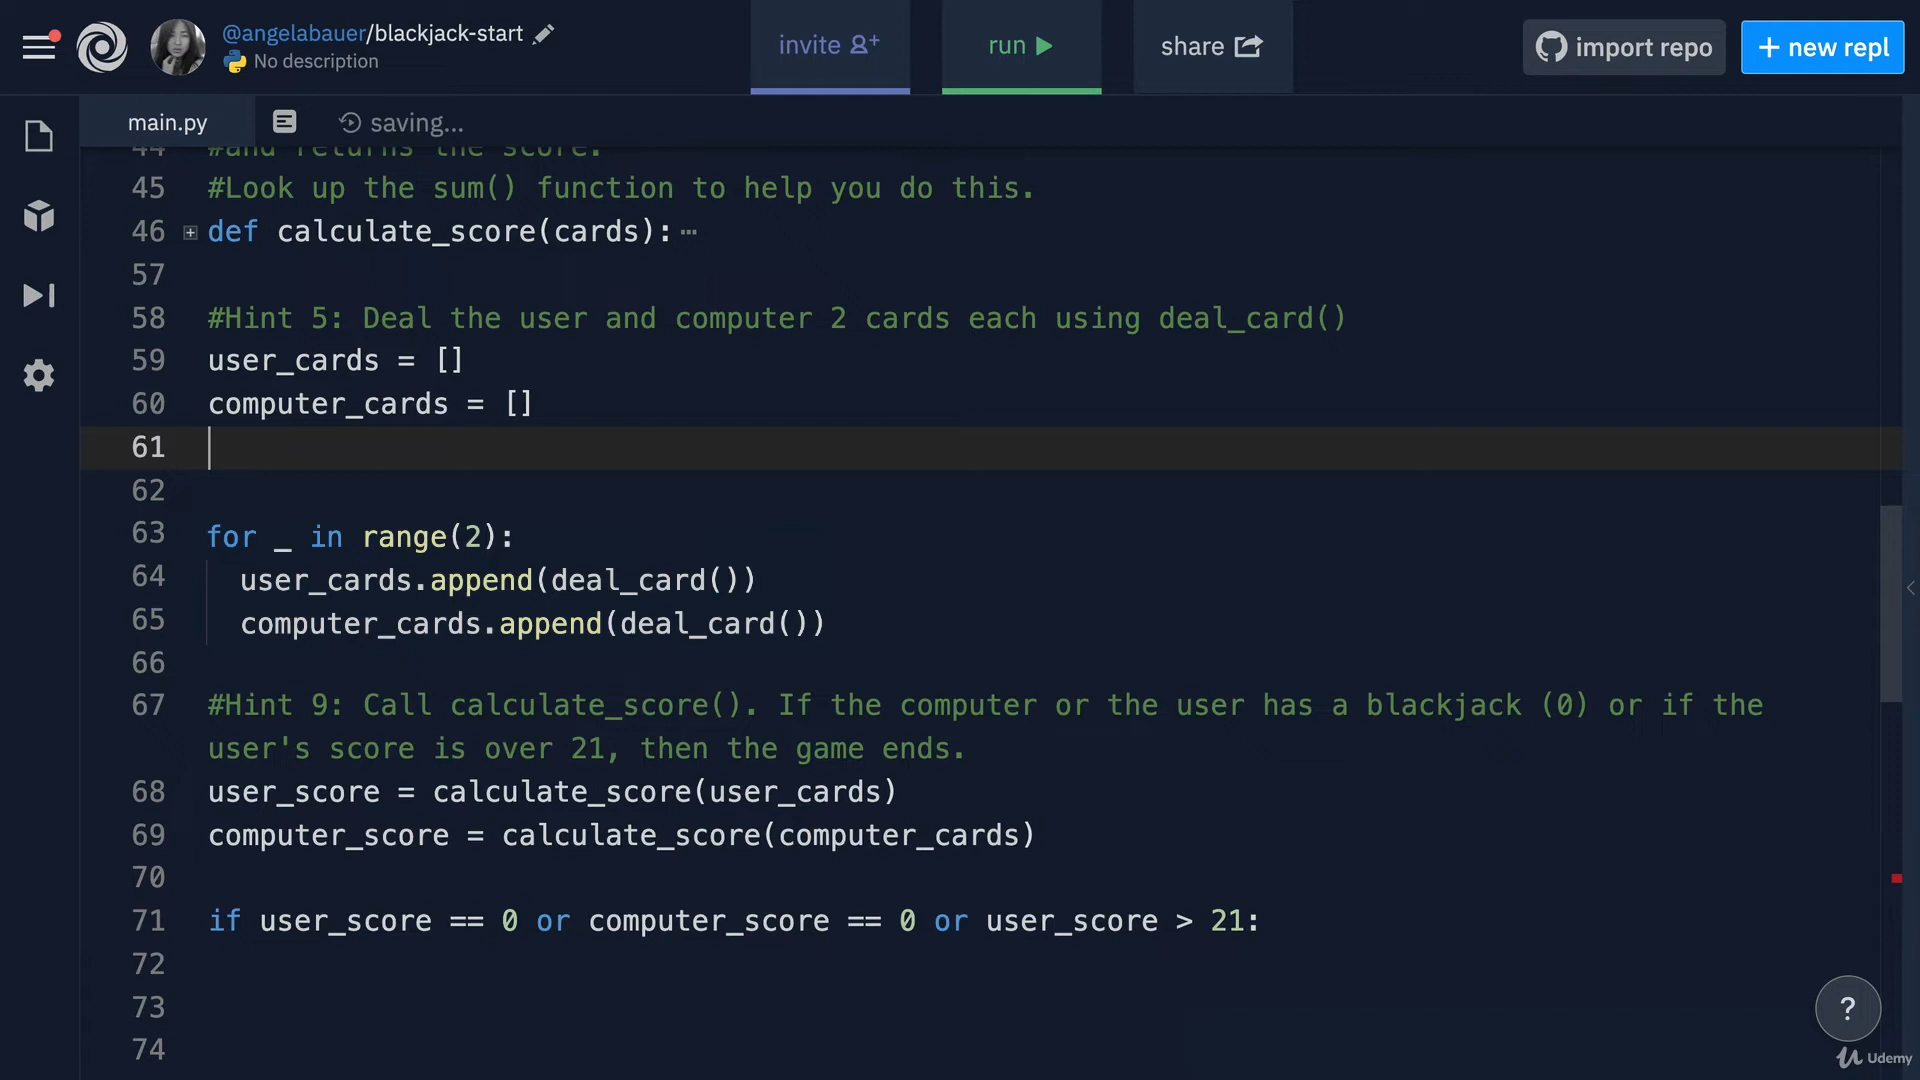 @angelabauer/blackjack-start
No description
invite
run
share
import repo
+ new repl
main.py
saving...
44 #and returns the score.
45 #Look up the sum() function to help you do this.
46 def calculate_score(cards):
57
58 #Hint 5: Deal the user and computer 2 cards each using deal_card()
59 user_cards = []
60 computer_cards = []
61
62
63 for _ in range(2):
64 user_cards.append(deal_card())
65 computer_cards.append(deal_card())
66
67 #Hint 9: Call calculate_score(). If the computer or the user has a blackjack (0) or if the
user's score is over 21, then the game ends.
68 user_score = calculate_score(user_cards)
69 computer_score = calculate_score(computer_cards)
70
71 if user_score == 0 or computer_score == 0 or user_score > 21:
72
73
74
?
Udemy